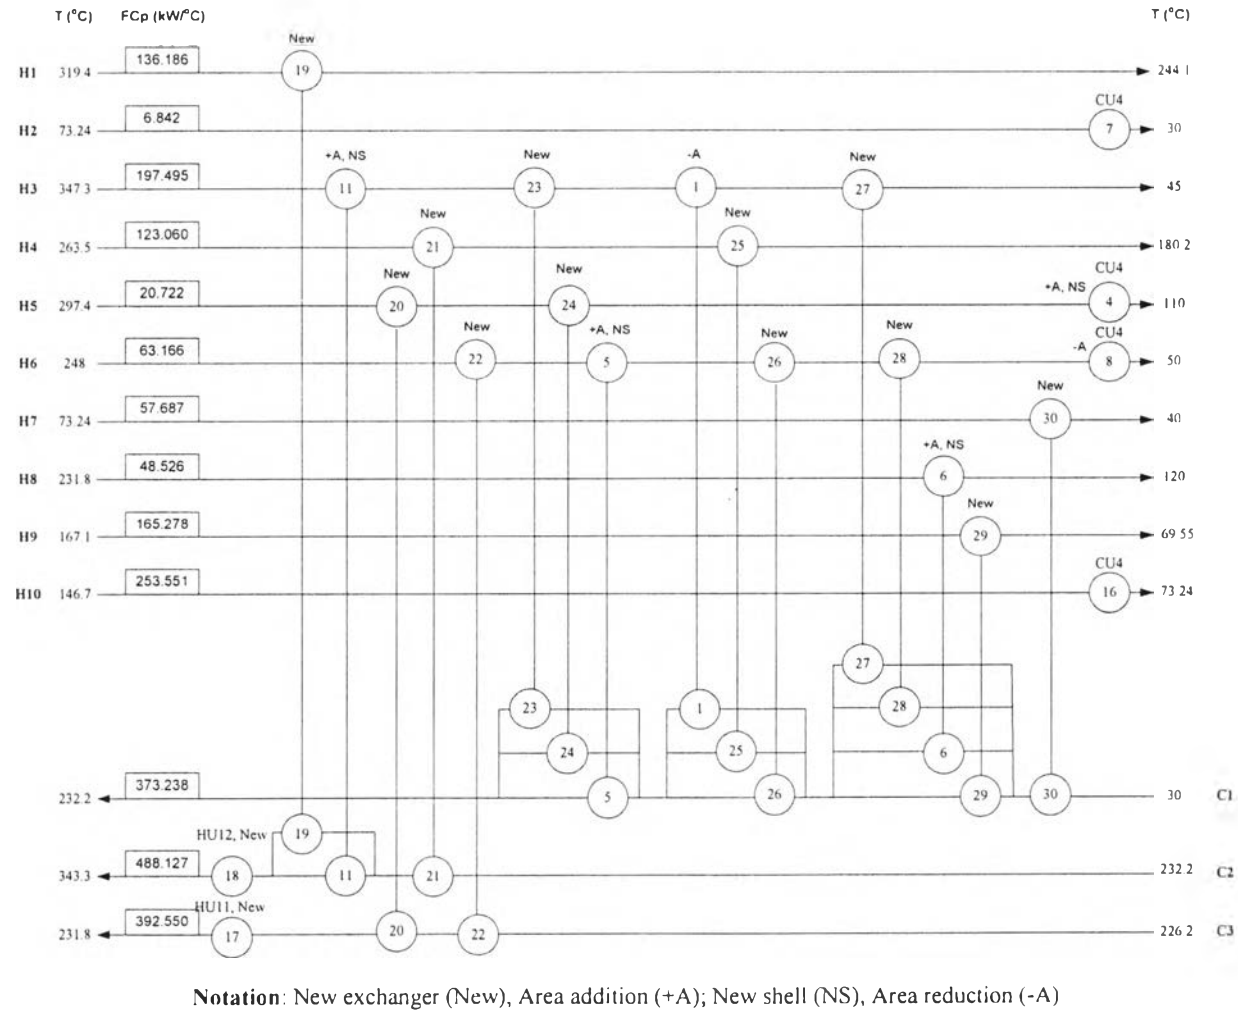 T (°C) FCp (kW/°C) T (°C)
New
136.186
H1 319.4 19 244 1
6.842 CU4
H2 73.24 7 30
+A, NS New -A New
197.495
H3 347.3 11 23 1 27 45
New New
123.060
H4 263.5 21 25 180 2
New New CU4
20.722 +A, NS
H5 297.4 20 24 4 110
New +A, NS New New CU4
63.166 -A
H6 248 22 5 26 28 8 50
57.687 New
H7 73.24 30 40
48.526 +A, NS
H8 231.8 6 120
165.278 New
H9 167.1 29 69 55
253.551 CU4
H10 146.7 16 73 24
27
23 1 28
24 25 6
373.238
232.2 5 26 29 30 30 C1
HU12, New 19
488.127
343.3 18 11 21 232 2 C2
HU11, New
392.550
231.8 17 20 22 226 2 C3
Notation: New exchanger (New), Area addition (+A); New shell (NS), Area reduction (-A)